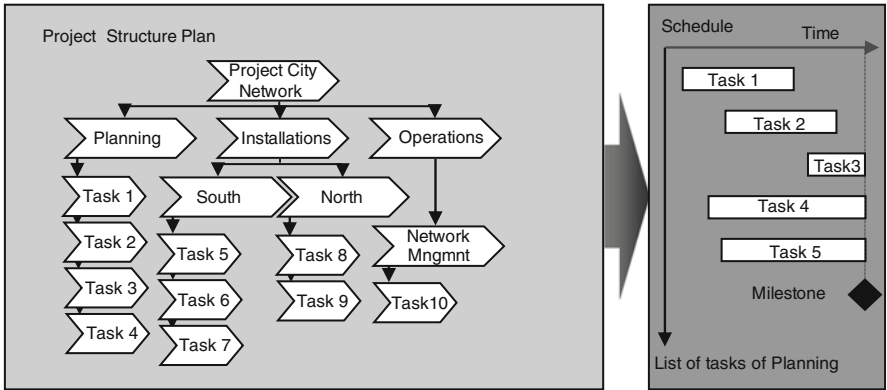 Project Structure Plan
Project City
Network
Planning
Installations
Operations
Task 1
Task 2
Task 3
Task 4
South
North
Task 5
Task 6
Task 7
Task 8
Task 9
Network
Mngmnt
Task10
Schedule
Time
Task 1
Task 2
Task3
Task 4
Task 5
Milestone
List of tasks of Planning